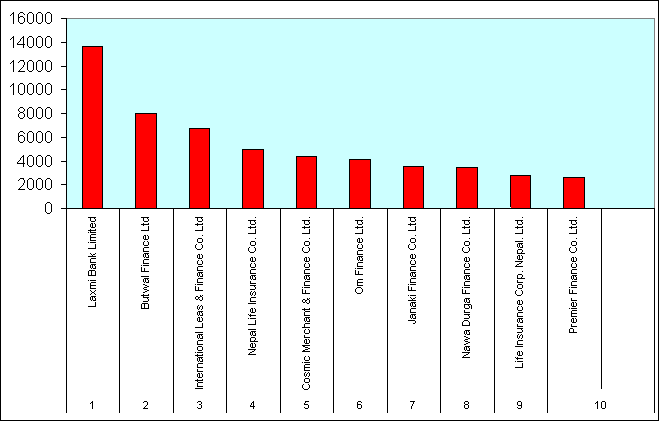 16000
14000
12000
10000
8000
6000
4000
2000
0
Laxmi Bank Limited
Butwal Finance Ltd
International Leas & Finance Co. Ltd
Nepal Life Insurance Co. Ltd.
Cosmic Merchant & Finance Co. Ltd.
Om Finance Ltd.
Janaki Finance Co. Ltd
Nawa Durga Finance Co. Ltd.
Life Insurance Corp. Nepal. Ltd.
Premier Finance Co. Ltd.
1 2 3 4 5 6 7 8 9 10